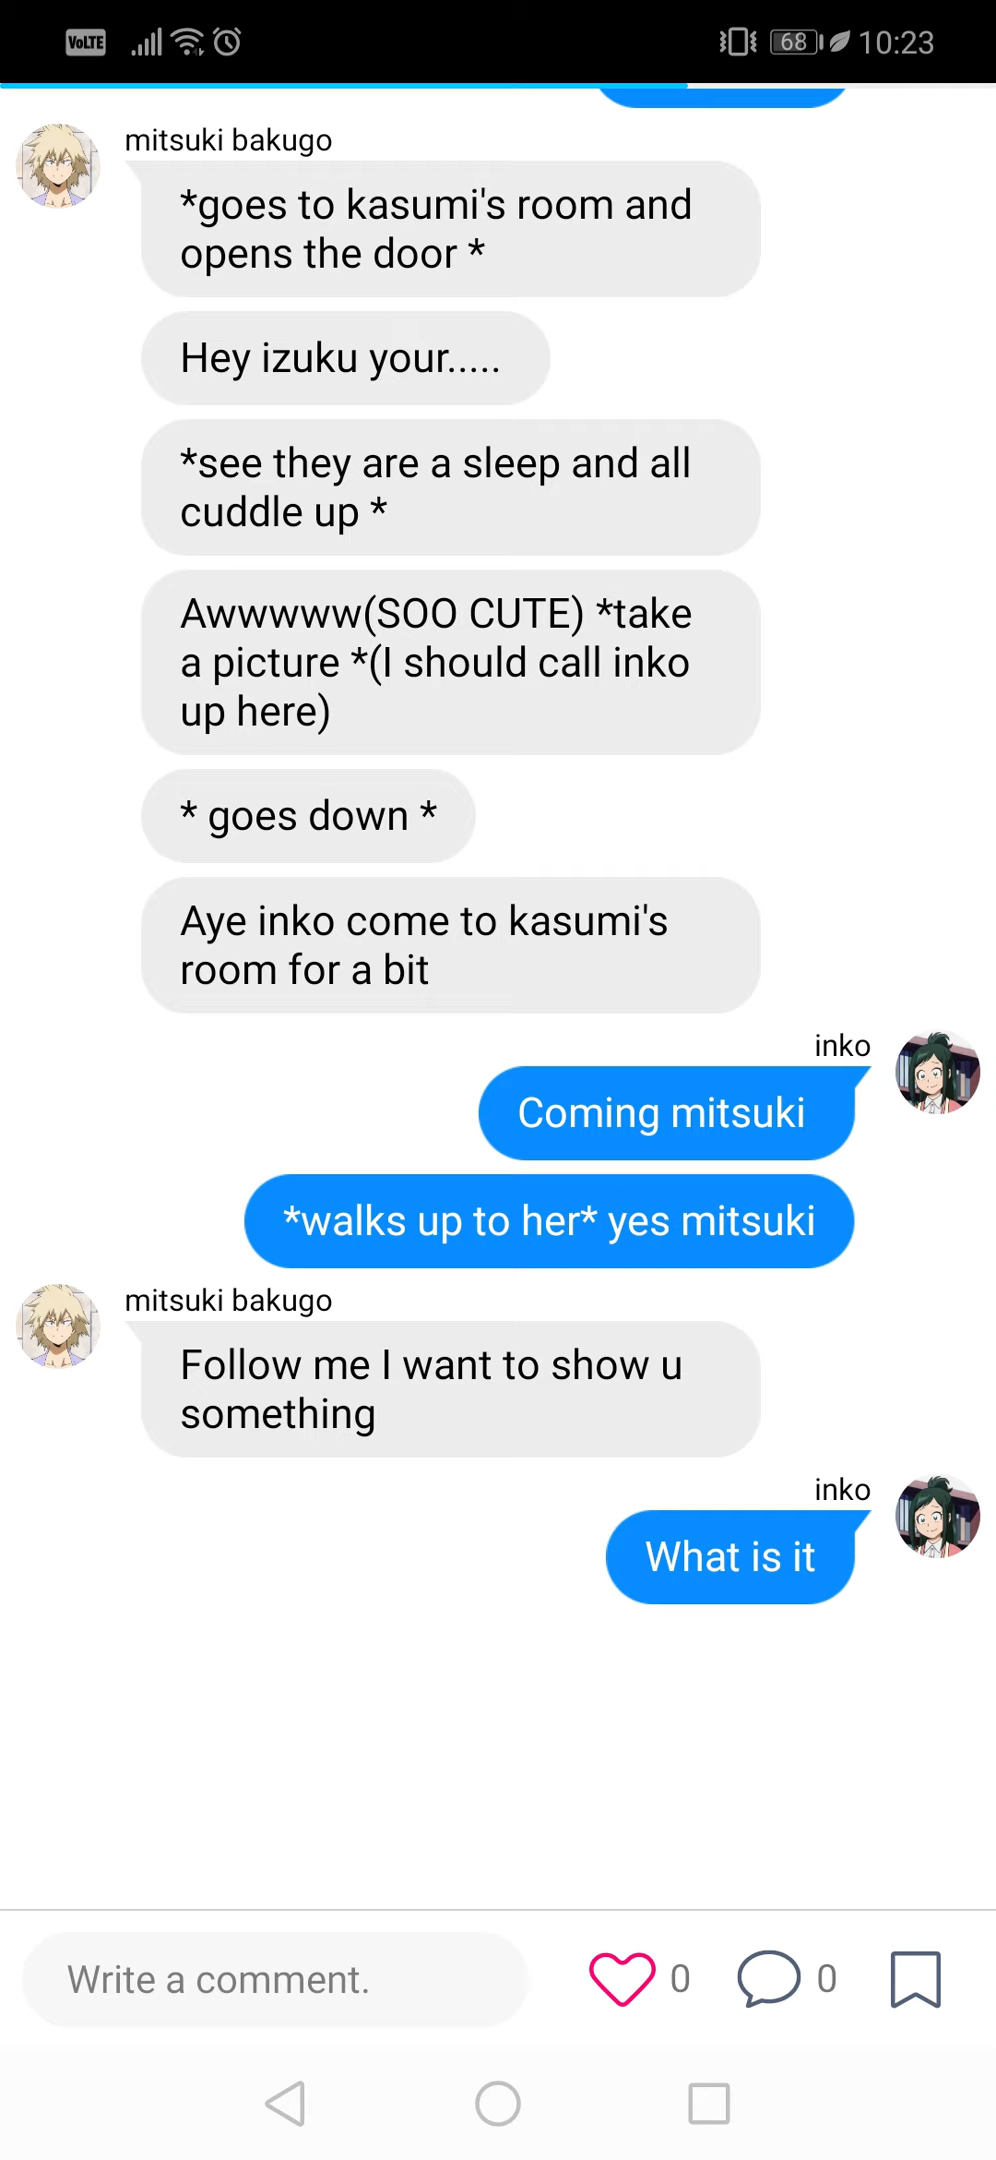 VoLTE 68 10:23
mitsuki bakugo
*goes to kasumi's room and
opens the door *
Hey izuku your.....
*see they are a sleep and all
cuddle up *
Awwwww(SOO CUTE) *take
a picture *(I should call inko
up here)
* goes down *
Aye inko come to kasumi's
room for a bit
inko
Coming mitsuki
*walks up to her* yes mitsuki
mitsuki bakugo
Follow me I want to show u
something
inko
What is it
Write a comment. 0 0